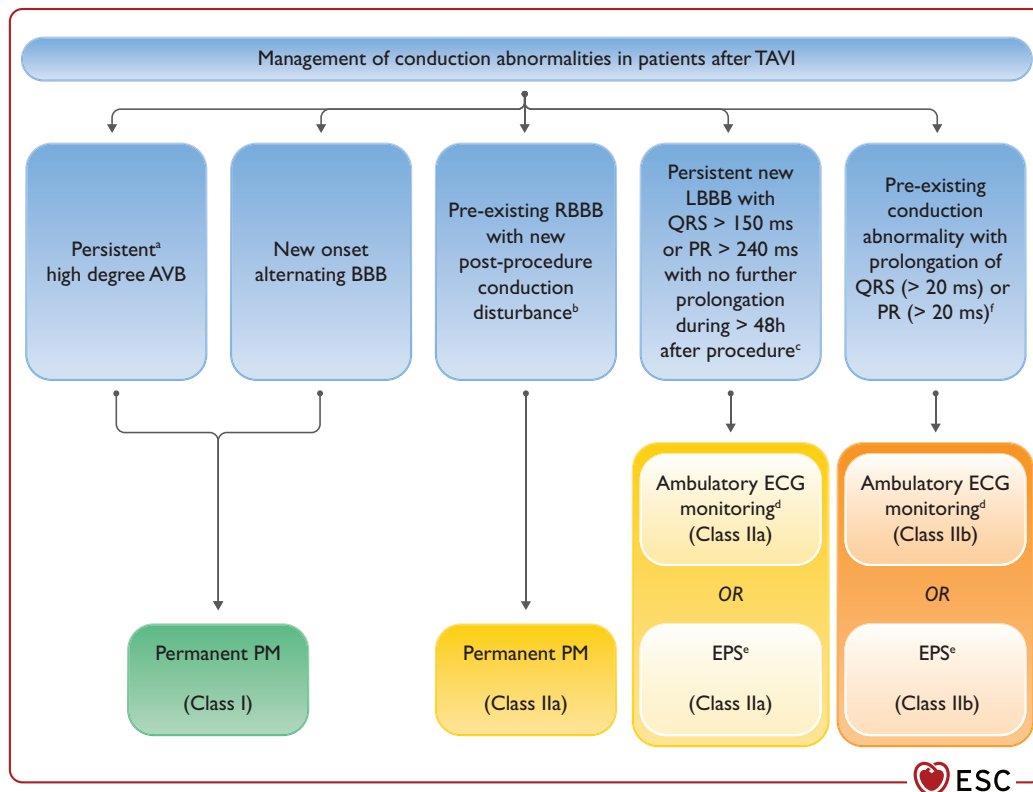 Management of conduction abnormalities in patients after TAVI
Persistentᵃ
high degree AVB
New onset
alternating BBB
Pre-existing RBBB
with new
post-procedure
conduction
disturbanceᵇ
Persistent new
LBBB with
QRS > 150 ms
or PR > 240 ms
with no further
prolongation
during > 48h
after procedureᶜ
Pre-existing
conduction
abnormality with
prolongation of
QRS (> 20 ms) or
PR (> 20 ms)ᶠ
Permanent PM
(Class I)
Permanent PM
(Class IIa)
Ambulatory ECG
monitoringᵈ
(Class IIa)
OR
EPSᵉ
(Class IIa)
Ambulatory ECG
monitoringᵈ
(Class IIb)
OR
EPSᵉ
(Class IIb)
ESC